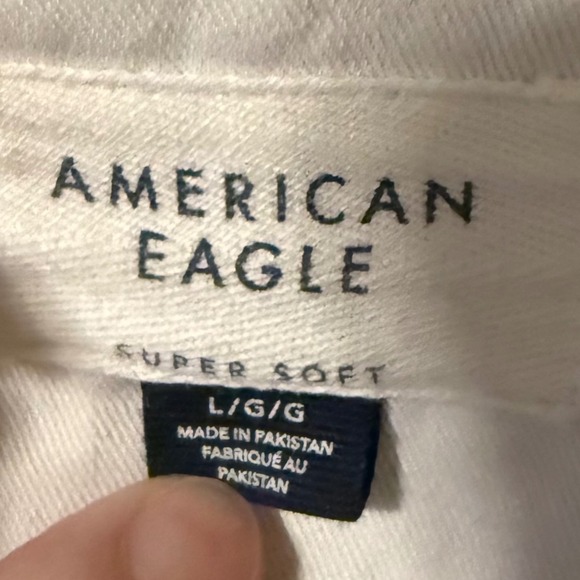 AMERICAN
EAGLE
SUPER SOFT
L/G/G
MADE IN PAKISTAN
FABRIQUÉ AU
PAKISTAN